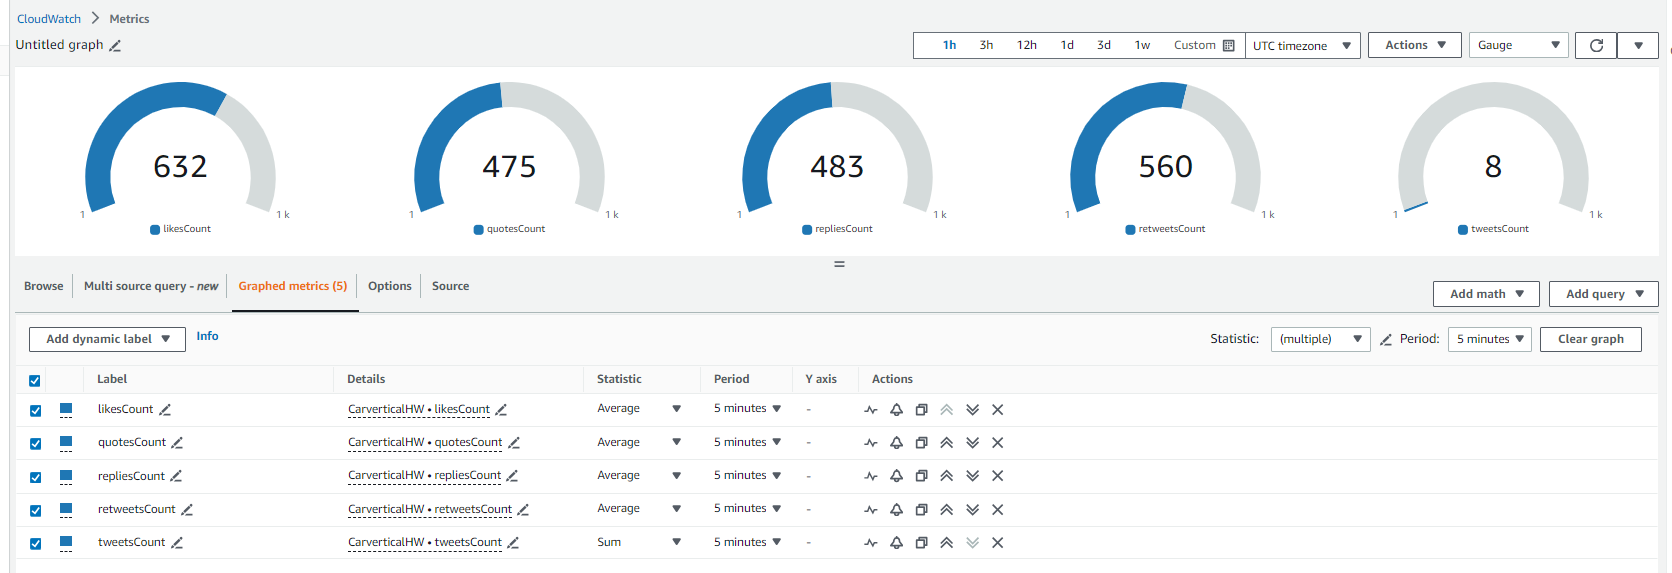 CloudWatch > Metrics
Untitled graph
1h 3h 12h 1d 3d 1w Custom UTC timezone Actions Gauge
632 475 483 560 8
1 1 k 1 1 k 1 1 k 1 1 k 1 1 k
likesCount quotesCount repliesCount retweetsCount tweetsCount
Browse Multi source query - new Graphed metrics (5) Options Source
Add math Add query
Add dynamic label Info Statistic: (multiple) Period: 5 minutes Clear graph
Label Details Statistic Period Y axis Actions
likesCount CarverticalHW • likesCount Average 5 minutes -
quotesCount CarverticalHW • quotesCount Average 5 minutes -
repliesCount CarverticalHW • repliesCount Average 5 minutes -
retweetsCount CarverticalHW • retweetsCount Average 5 minutes -
tweetsCount CarverticalHW • tweetsCount Sum 5 minutes -